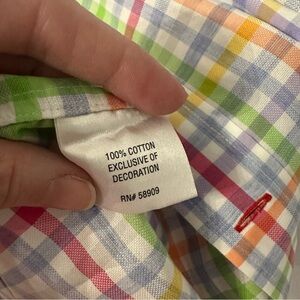 100% COTTON
EXCLUSIVE OF
DECORATION
RN# 58909